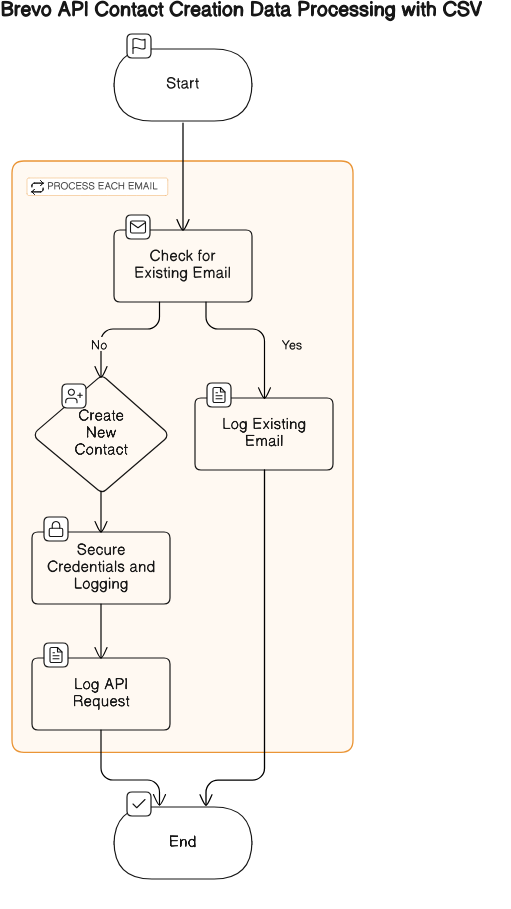 Brevo API Contact Creation Data Processing with CSV
Start
PROCESS EACH EMAIL
Check for
Existing Email
No
Yes
Create
New
Contact
Log Existing
Email
Secure
Credentials and
Logging
Log API
Request
End